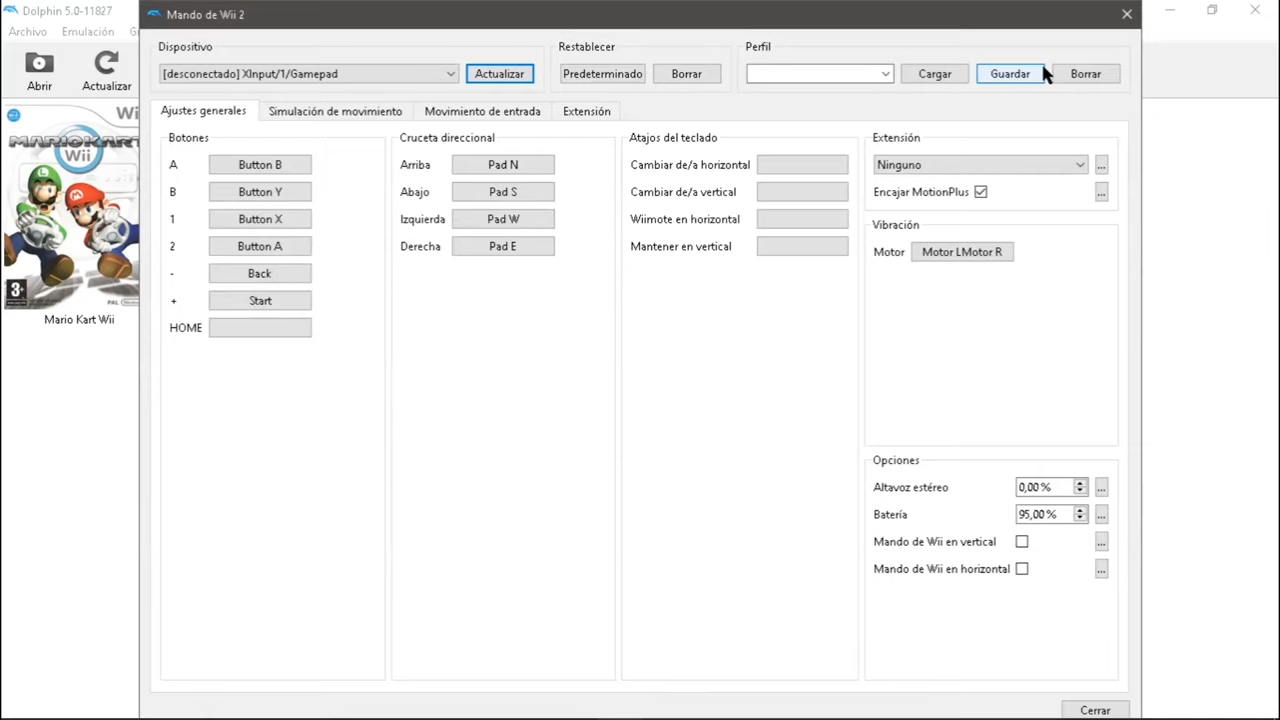 Dolphin 5.0-11827
Archivo Emulación
Abrir Actualizar
Wi
MARIOKART
Wii
3+
PAL
Mario Kart Wii
Mando de Wii 2
Dispositivo
[desconectado] XInput/1/Gamepad
Actualizar
Restablecer
Predeterminado Borrar
Perfil
Cargar Guardar Borrar
Ajustes generales Simulación de movimiento Movimiento de entrada Extensión
Botones
A Button B
B Button Y
1 Button X
2 Button A
- Back
+ Start
HOME
Cruceta direccional
Arriba Pad N
Abajo Pad S
Izquierda Pad W
Derecha Pad E
Atajos del teclado
Cambiar de/a horizontal
Cambiar de/a vertical
Wiimote en horizontal
Mantener en vertical
Extensión
Ninguno ...
Encajar MotionPlus ...
Vibración
Motor Motor LMotor R
Opciones
Altavoz estéreo 0,00 % ...
Batería 95,00 % ...
Mando de Wii en vertical ...
Mando de Wii en horizontal ...
Cerrar